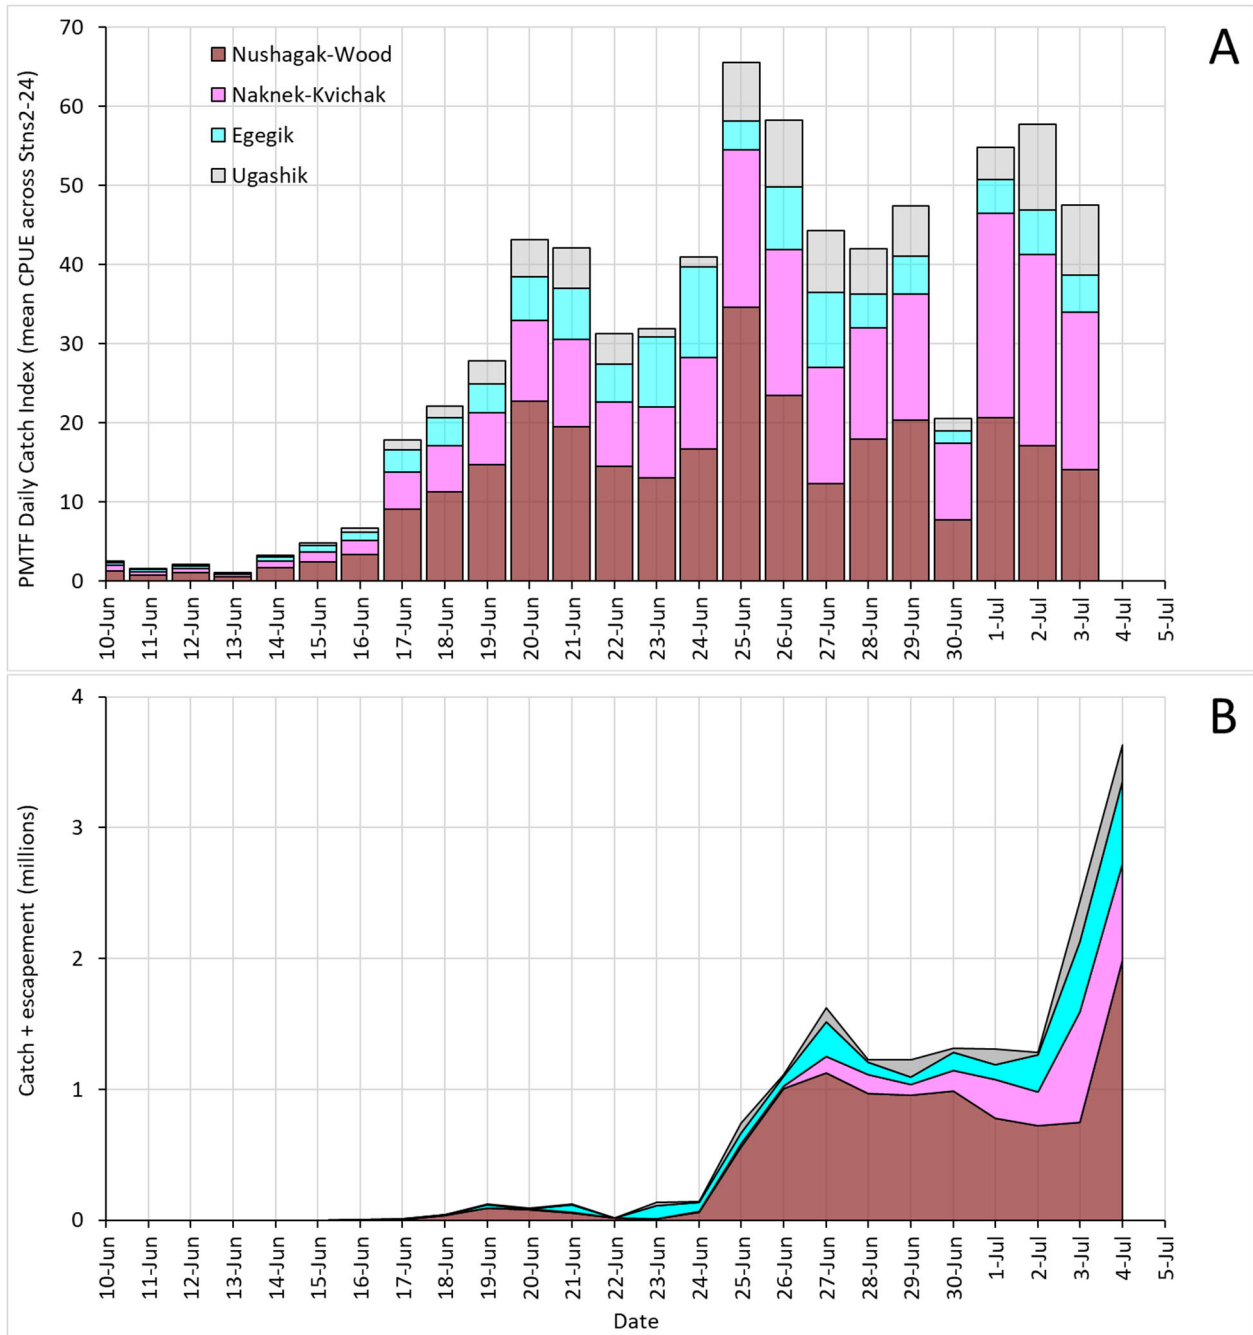 A
PMTF Daily Catch Index (mean CPUE across Stns2-24)
70
60
50
40
30
20
10
0
Nushagak-Wood
Naknek-Kvichak
Egegik
Ugashik
10-Jun
11-Jun
12-Jun
13-Jun
14-Jun
15-Jun
16-Jun
17-Jun
18-Jun
19-Jun
20-Jun
21-Jun
22-Jun
23-Jun
24-Jun
25-Jun
26-Jun
27-Jun
28-Jun
29-Jun
30-Jun
1-Jul
2-Jul
3-Jul
4-Jul
5-Jul
B
Catch + escapement (millions)
4
3
2
1
0
10-Jun
11-Jun
12-Jun
13-Jun
14-Jun
15-Jun
16-Jun
17-Jun
18-Jun
19-Jun
20-Jun
21-Jun
22-Jun
23-Jun
24-Jun
25-Jun
26-Jun
27-Jun
28-Jun
29-Jun
30-Jun
1-Jul
2-Jul
3-Jul
4-Jul
5-Jul
Date